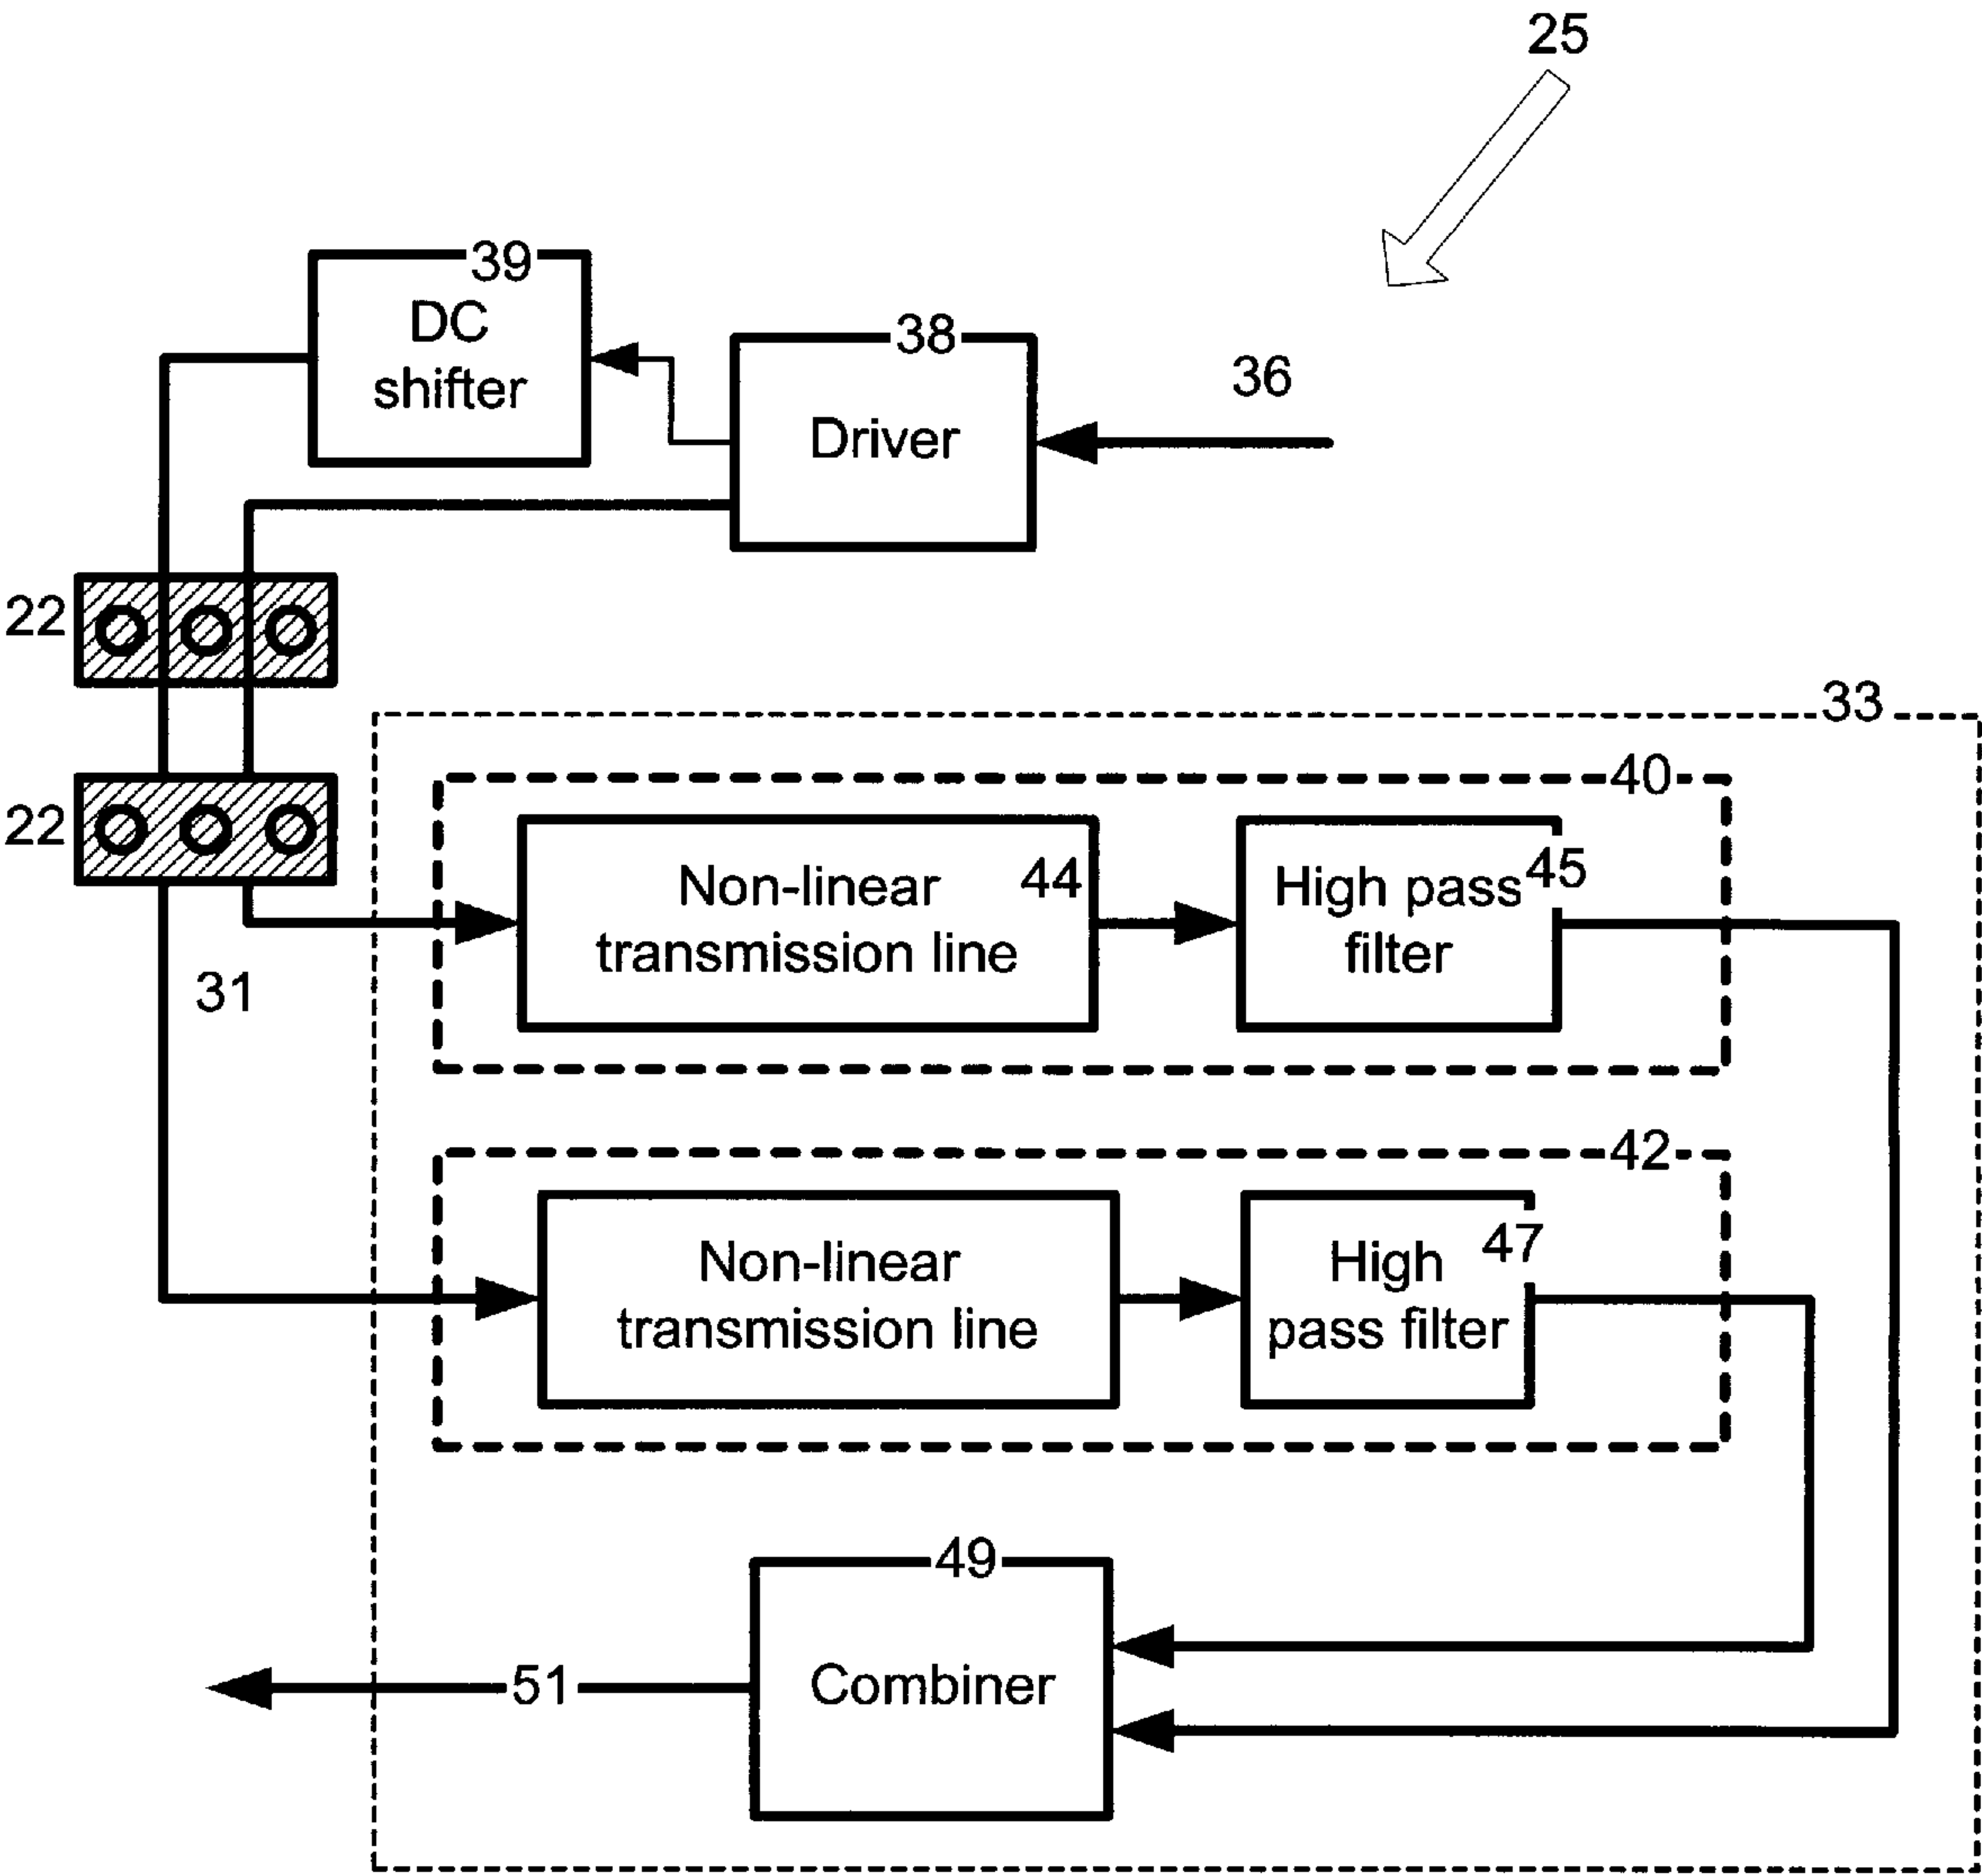 25
39
DC
shifter
38
Driver
36
22
33
22
40
Non-linear
transmission line
44
High pass
filter
45
31
42
Non-linear
transmission line
High
pass filter
47
49
Combiner
51